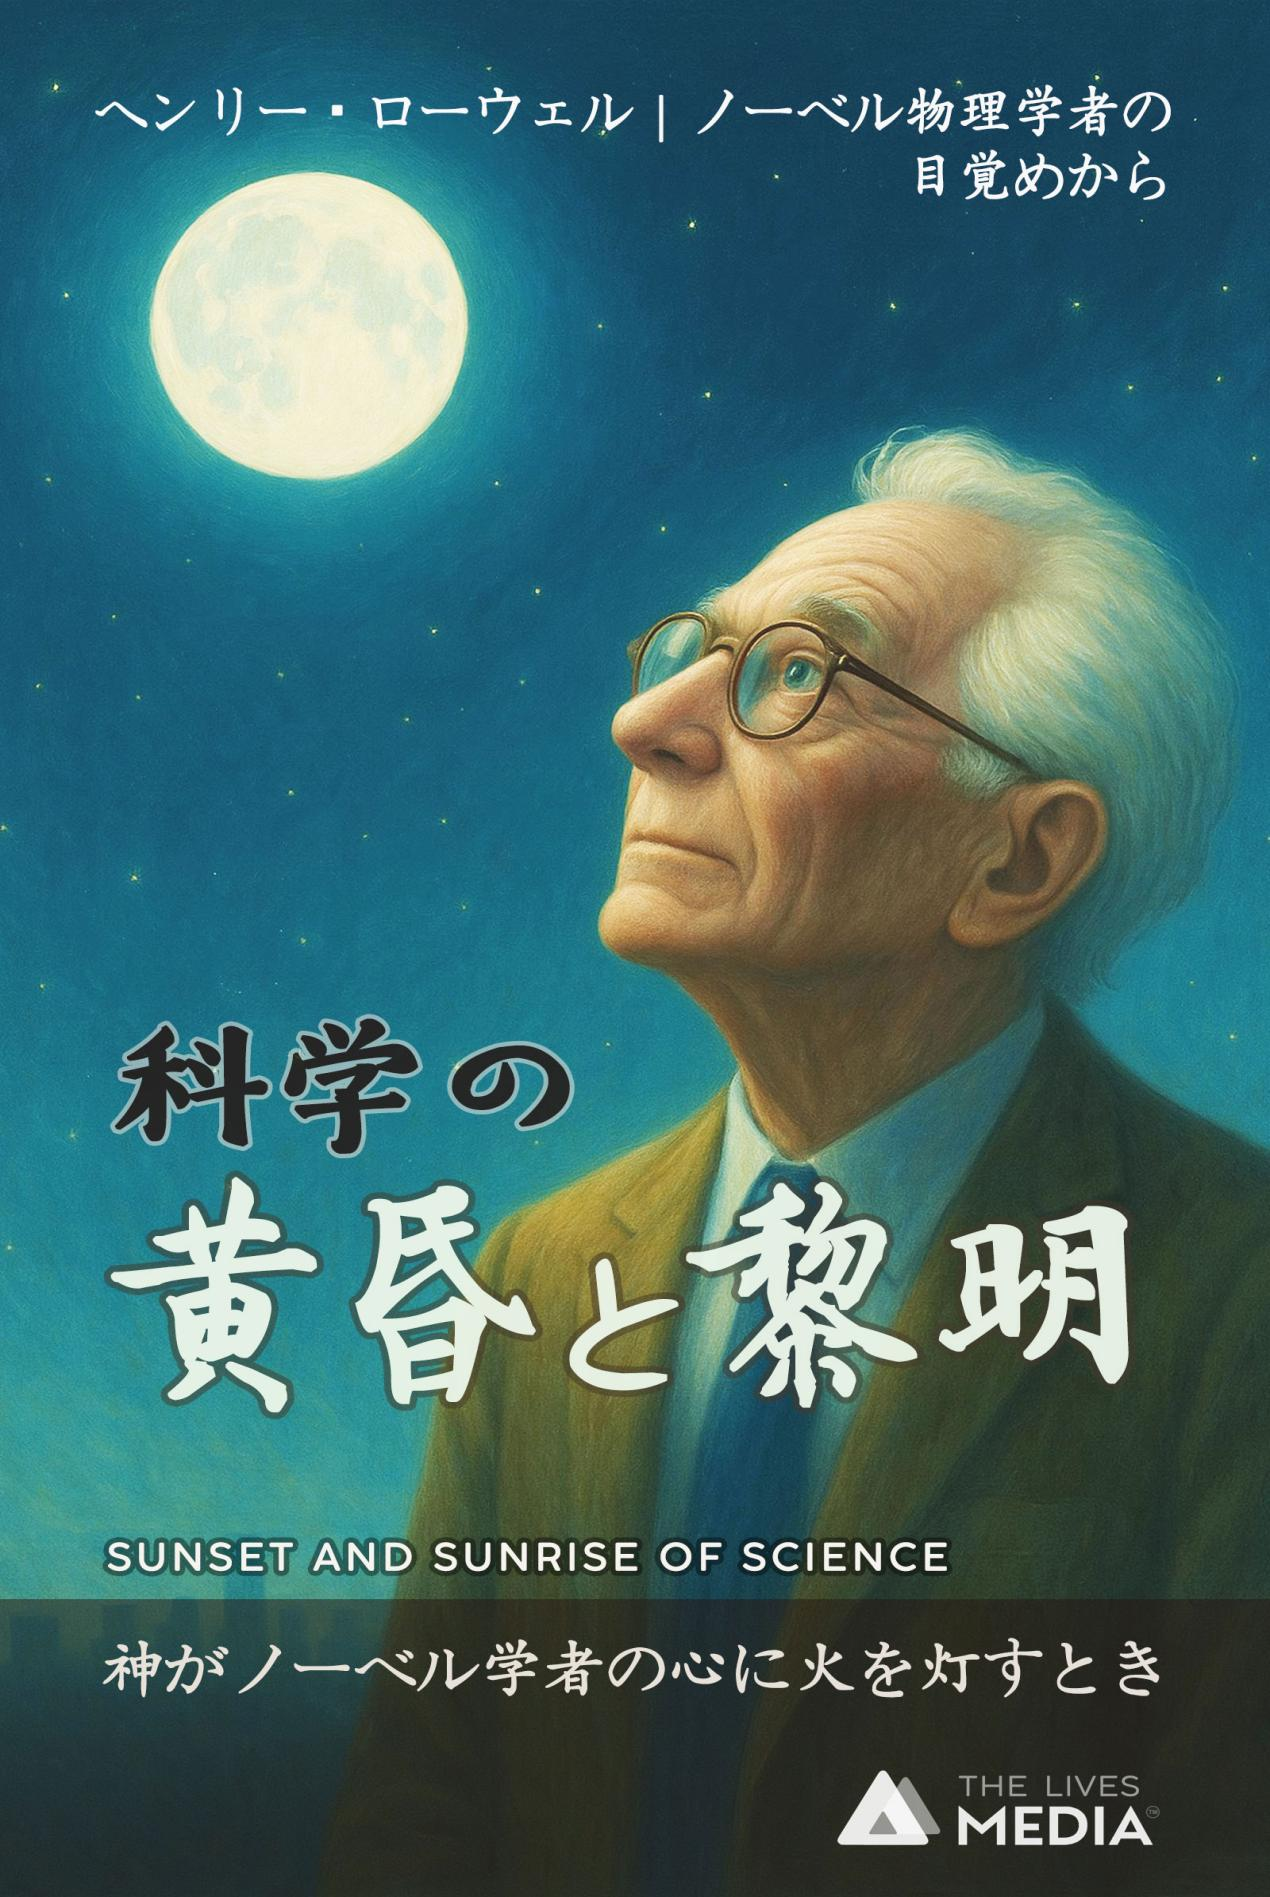 ヘンリー・ローウェル | ノーベル物理学者の
目覚めから
科学の
黄昏と黎明
SUNSET AND SUNRISE OF SCIENCE
神がノーベル学者の心に火を灯すとき
THE LIVES
MEDIA™